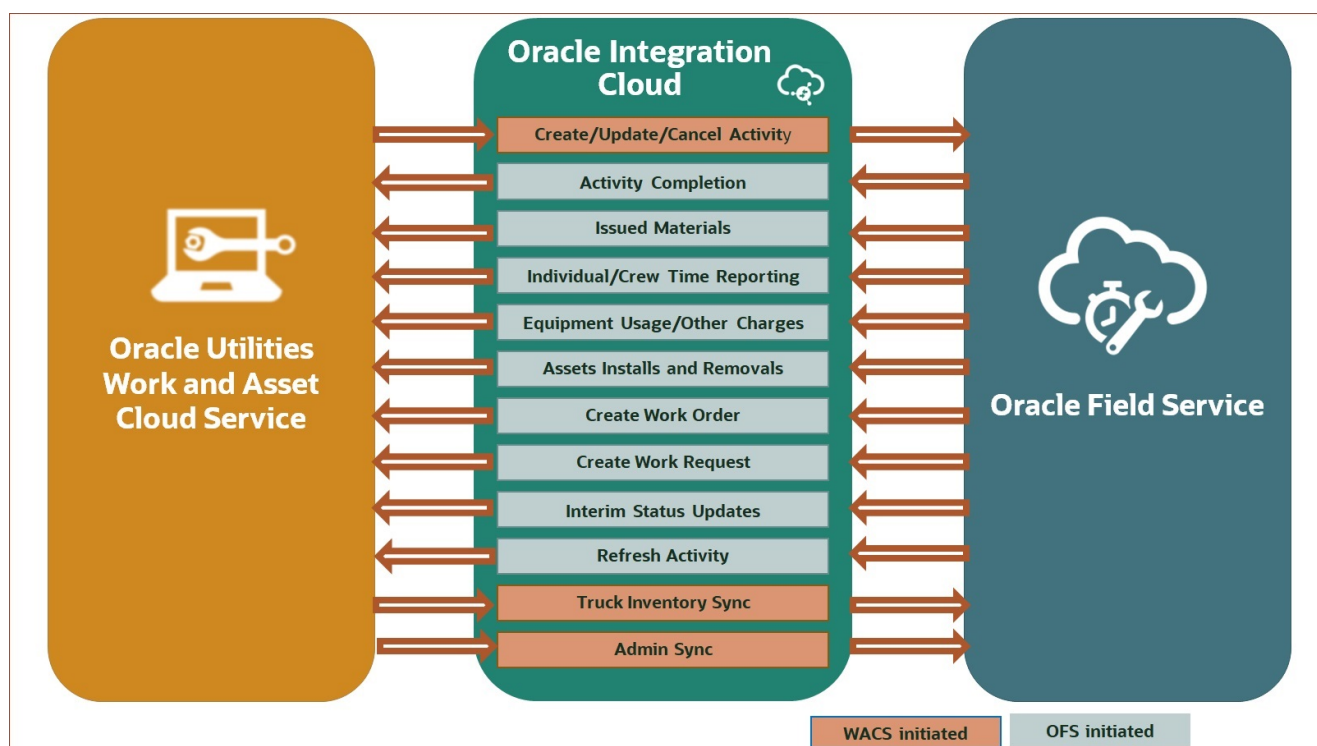 Oracle Integration
Cloud
Create/Update/Cancel Activity
Activity Completion
Issued Materials
Individual/Crew Time Reporting
Equipment Usage/Other Charges
Assets Installs and Removals
Create Work Order
Create Work Request
Interim Status Updates
Refresh Activity
Truck Inventory Sync
Admin Sync
Oracle Utilities
Work and Asset
Cloud Service
Oracle Field Service
WACS initiated
OFS initiated